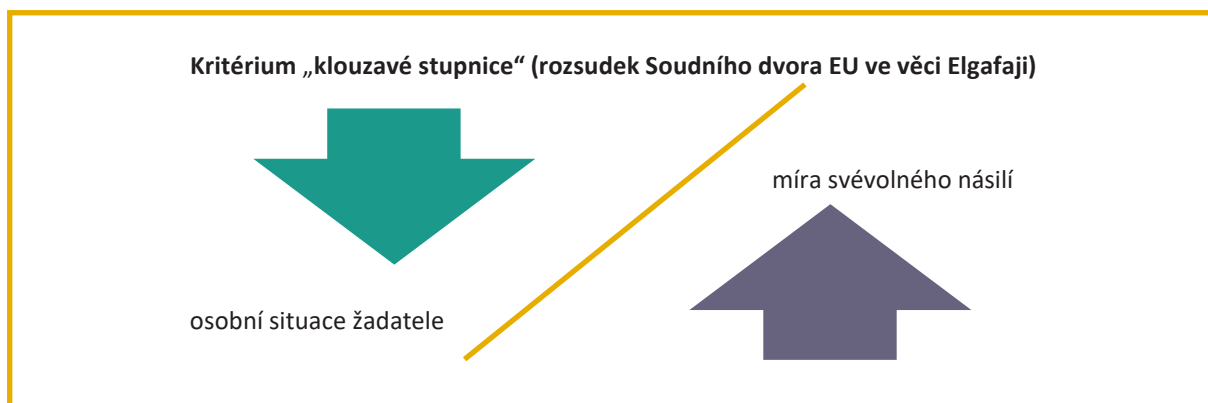 Kritérium „klouzavé stupnice“ (rozsudek Soudního dvora EU ve věci Elgafaji)
míra svévolného násilí
osobní situace žadatele